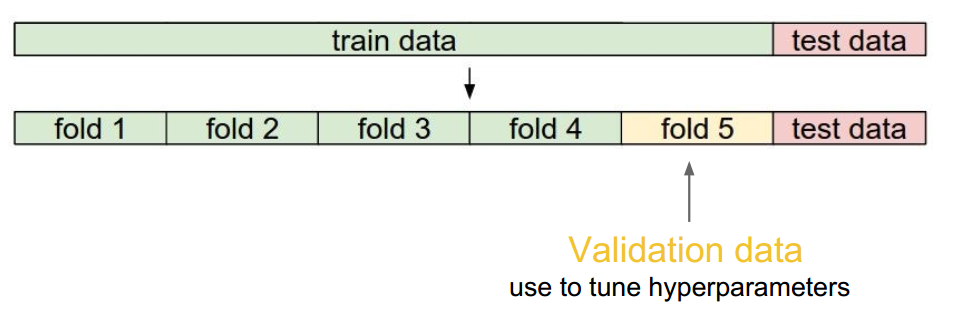 train data test data
fold 1 fold 2 fold 3 fold 4 fold 5 test data
Validation data
use to tune hyperparameters